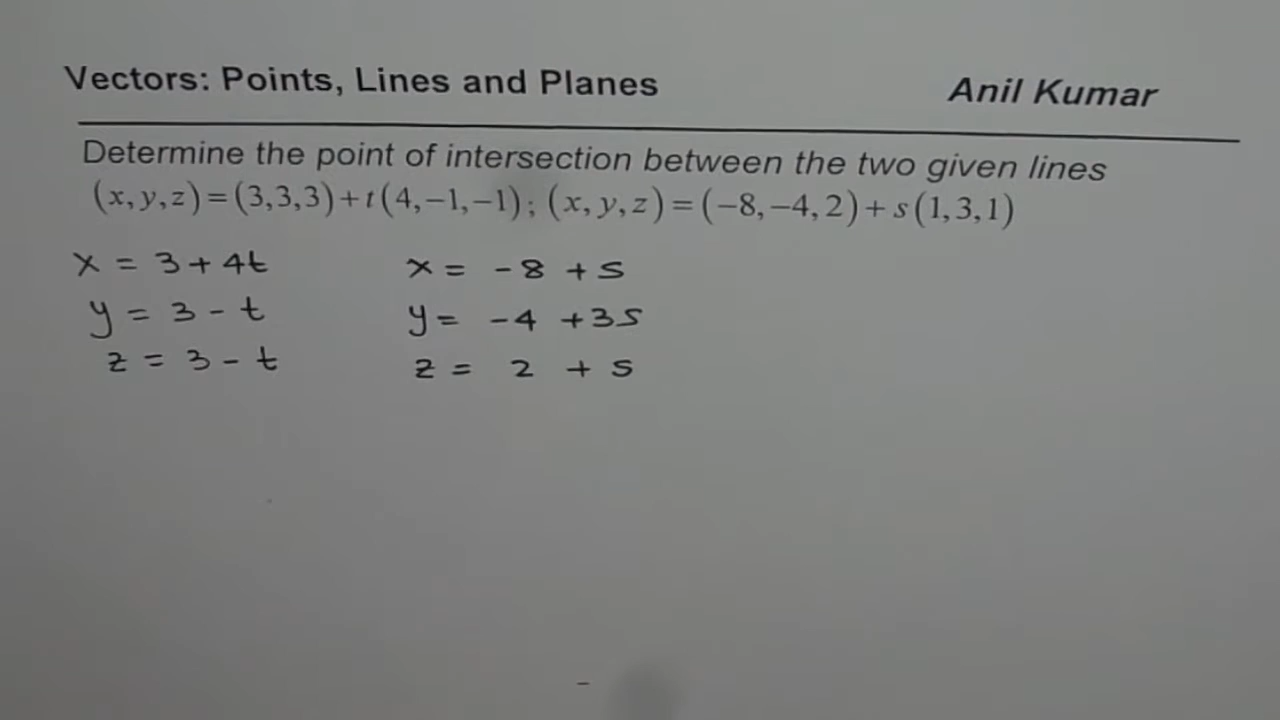 Vectors: Points, Lines and Planes Anil Kumar
Determine the point of intersection between the two given lines
(x, y, z) = (3,3,3) + t(4,−1,−1); (x, y, z) = (−8,−4, 2) + s(1,3,1)
x = 3 + 4t x = -8 + s
y = 3 - t y = -4 + 3s
z = 3 - t z = 2 + s